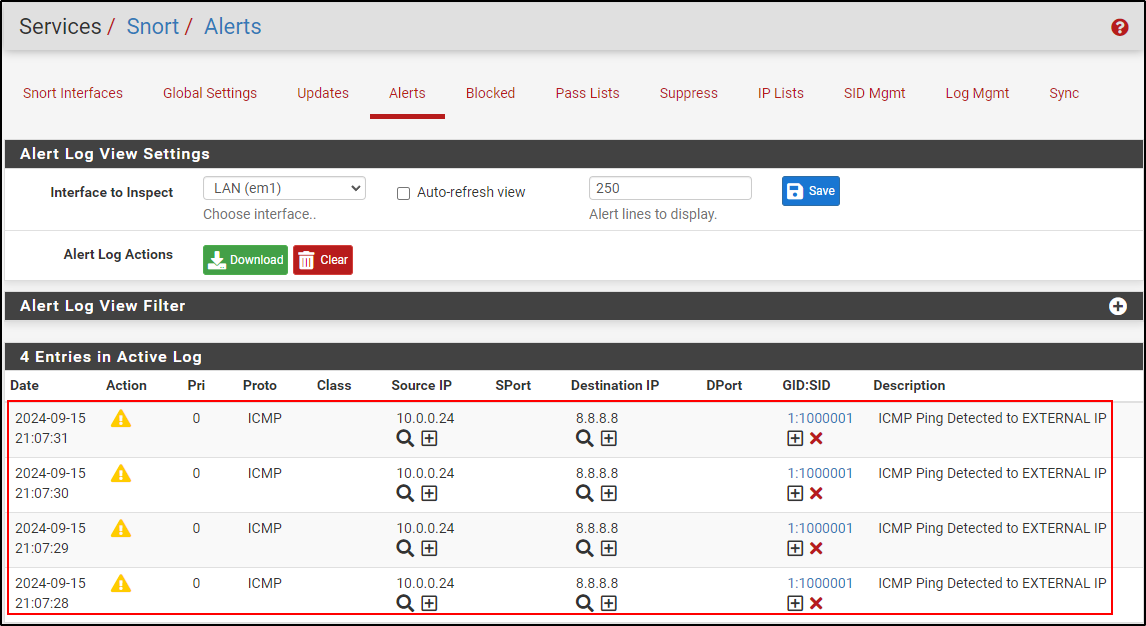 Services / Snort / Alerts
Snort Interfaces Global Settings Updates Alerts Blocked Pass Lists Suppress IP Lists SID Mgmt Log Mgmt Sync
Alert Log View Settings
Interface to Inspect LAN (em1) Auto-refresh view 250 Save
Choose interface.. Alert lines to display.
Alert Log Actions Download Clear
Alert Log View Filter
4 Entries in Active Log
Date Action Pri Proto Class Source IP SPort Destination IP DPort GID:SID Description
2024-09-15 0 ICMP 10.0.0.24 8.8.8.8 1:1000001 ICMP Ping Detected to EXTERNAL IP
21:07:31
2024-09-15 0 ICMP 10.0.0.24 8.8.8.8 1:1000001 ICMP Ping Detected to EXTERNAL IP
21:07:30
2024-09-15 0 ICMP 10.0.0.24 8.8.8.8 1:1000001 ICMP Ping Detected to EXTERNAL IP
21:07:29
2024-09-15 0 ICMP 10.0.0.24 8.8.8.8 1:1000001 ICMP Ping Detected to EXTERNAL IP
21:07:28